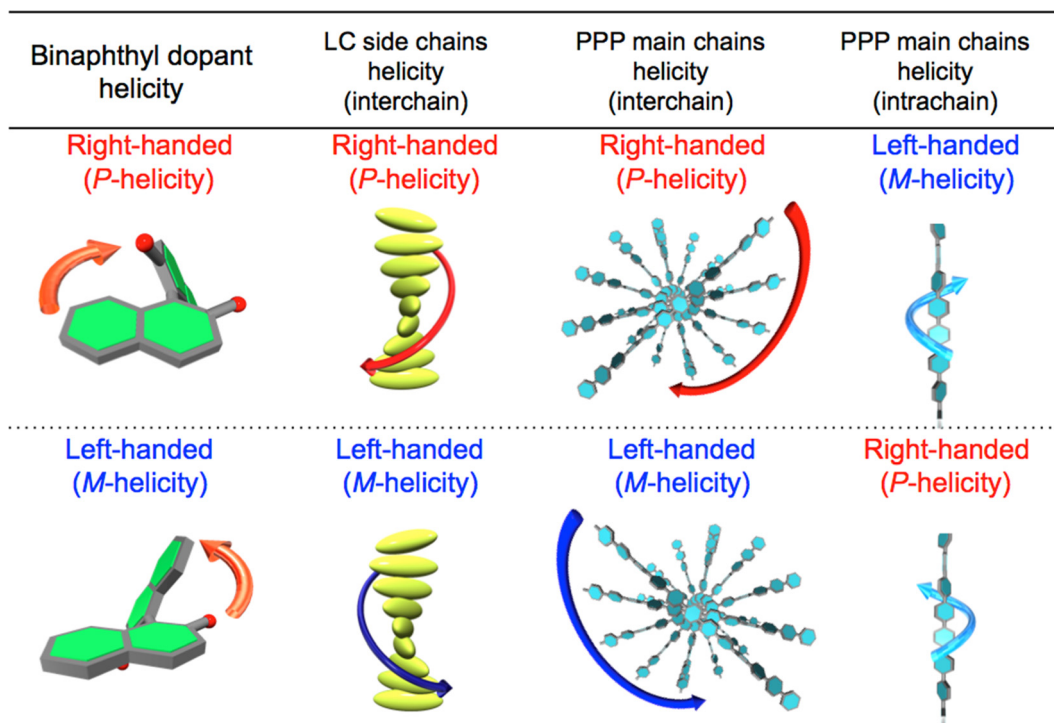 Binaphthyl dopant
helicity
LC side chains
helicity
(interchain)
PPP main chains
helicity
(interchain)
PPP main chains
helicity
(intrachain)
Right-handed
(P-helicity)
Right-handed
(P-helicity)
Right-handed
(P-helicity)
Left-handed
(M-helicity)
Left-handed
(M-helicity)
Left-handed
(M-helicity)
Left-handed
(M-helicity)
Right-handed
(P-helicity)